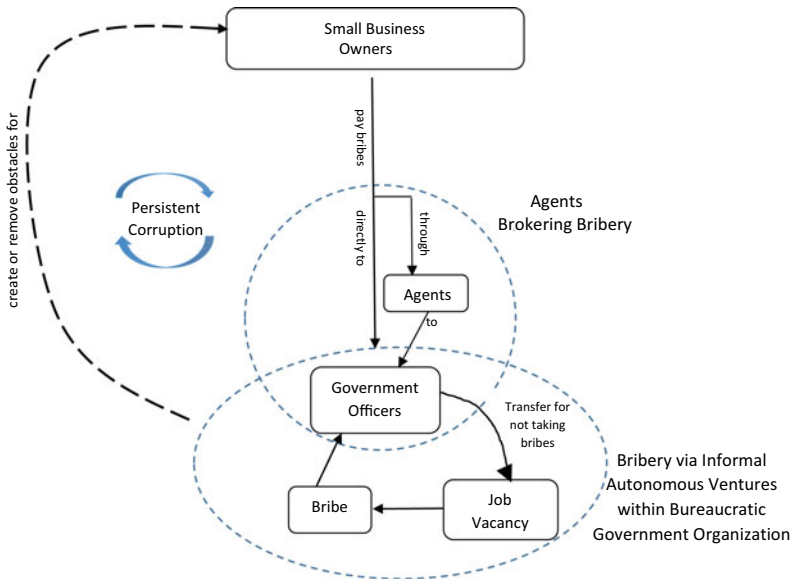 Small Business
Owners
create or remove obstacles for
pay bribes
Persistent
Corruption
directly to
through
Agents
Brokering Bribery
Agents
to
Government
Officers
Transfer for
not taking
bribes
Bribery via Informal
Autonomous Ventures
within Bureaucratic
Government Organization
Bribe
Job
Vacancy